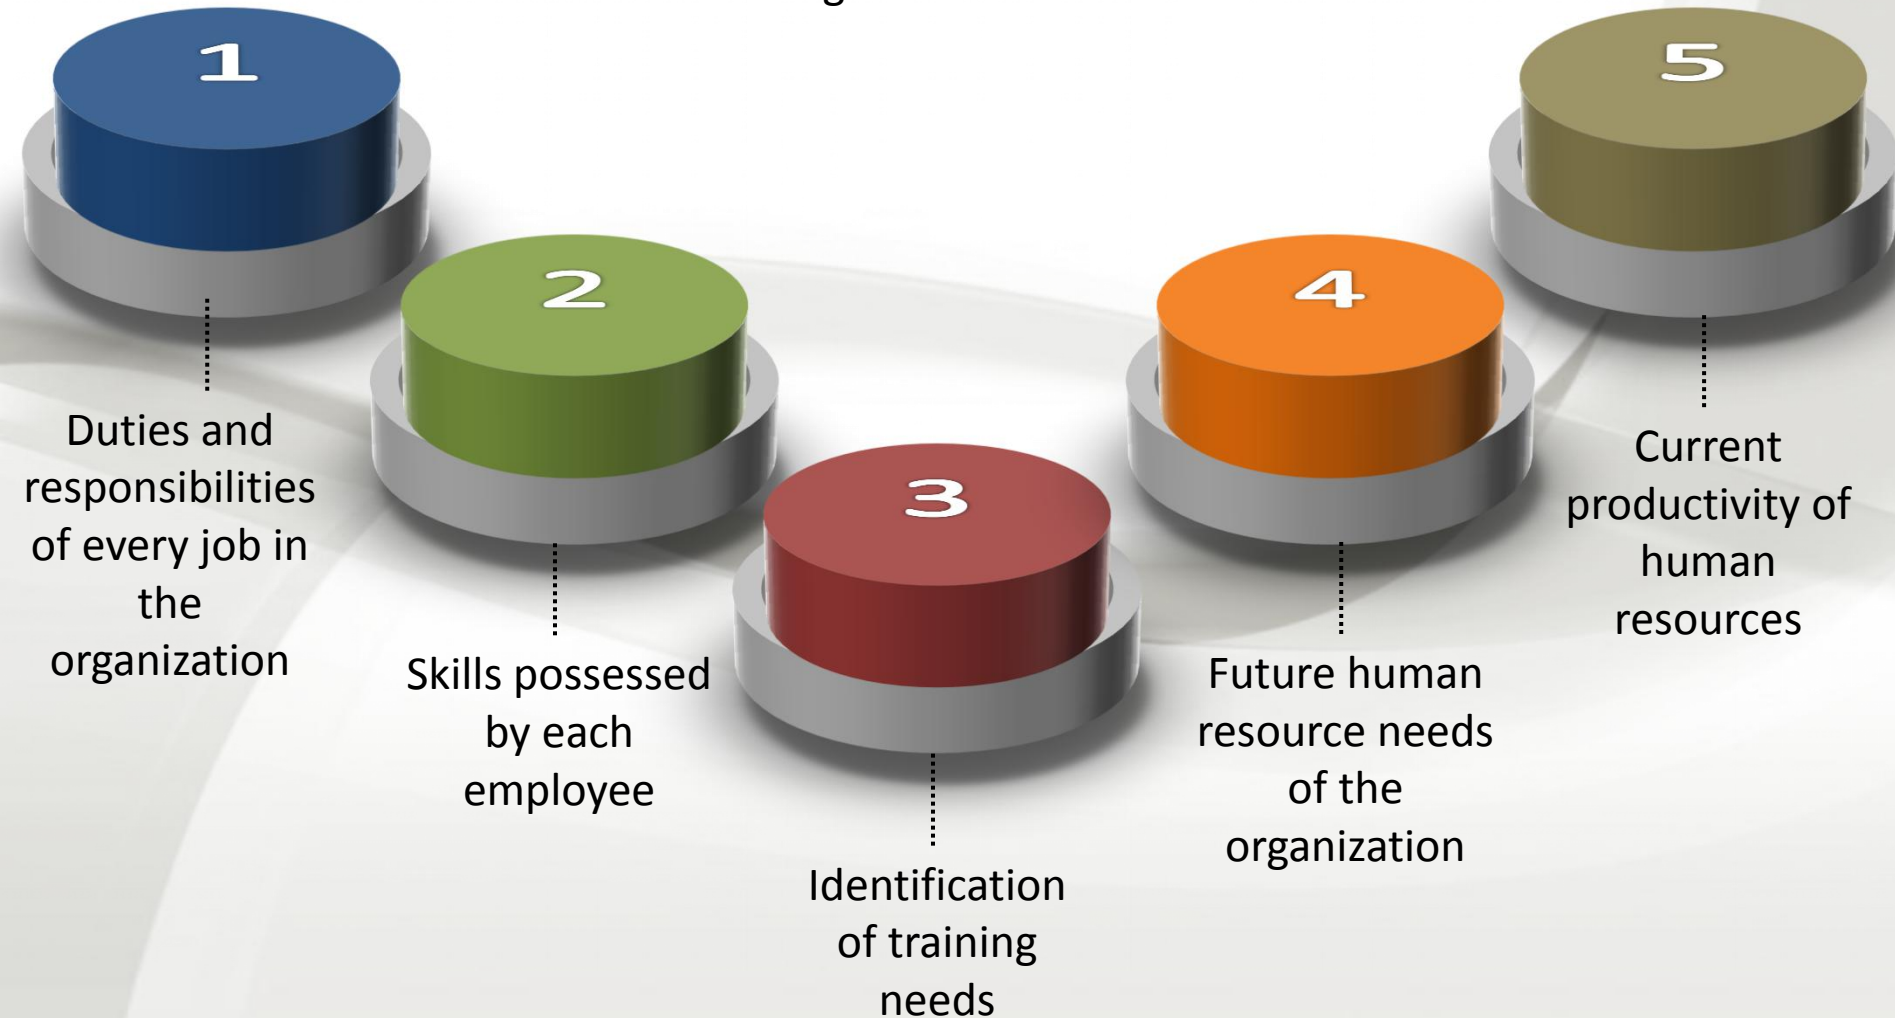 1
Duties and
responsibilities
of every job in
the
organization
2
Skills possessed
by each
employee
3
Identification
of training
needs
4
Future human
resource needs
of the
organization
5
Current
productivity of
human
resources